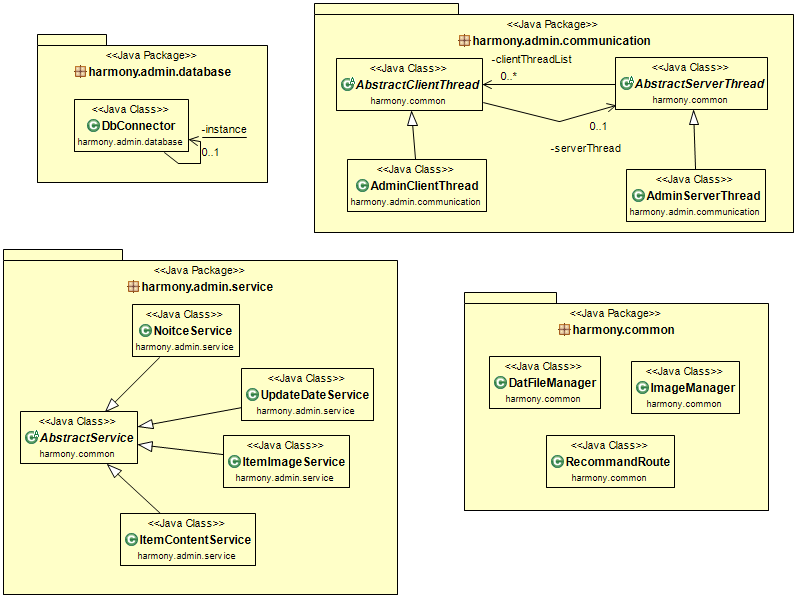 <<Java Package>>
harmony.admin.database
<<Java Class>>
DbConnector
harmony.admin.database
-instance
0..1
<<Java Package>>
harmony.admin.communication
<<Java Class>>
AbstractClientThread
harmony.common
-clientThreadList
0..*
<<Java Class>>
AbstractServerThread
harmony.common
0..1
-serverThread
<<Java Class>>
AdminClientThread
harmony.admin.communication
<<Java Class>>
AdminServerThread
harmony.admin.communication
<<Java Package>>
harmony.admin.service
<<Java Class>>
NoitceService
harmony.admin.service
<<Java Class>>
UpdateDateService
harmony.admin.service
<<Java Class>>
AbstractService
harmony.common
<<Java Class>>
ItemImageService
harmony.admin.service
<<Java Class>>
ItemContentService
harmony.admin.service
<<Java Package>>
harmony.common
<<Java Class>>
DatFileManager
harmony.common
<<Java Class>>
ImageManager
harmony.common
<<Java Class>>
RecommandRoute
harmony.common